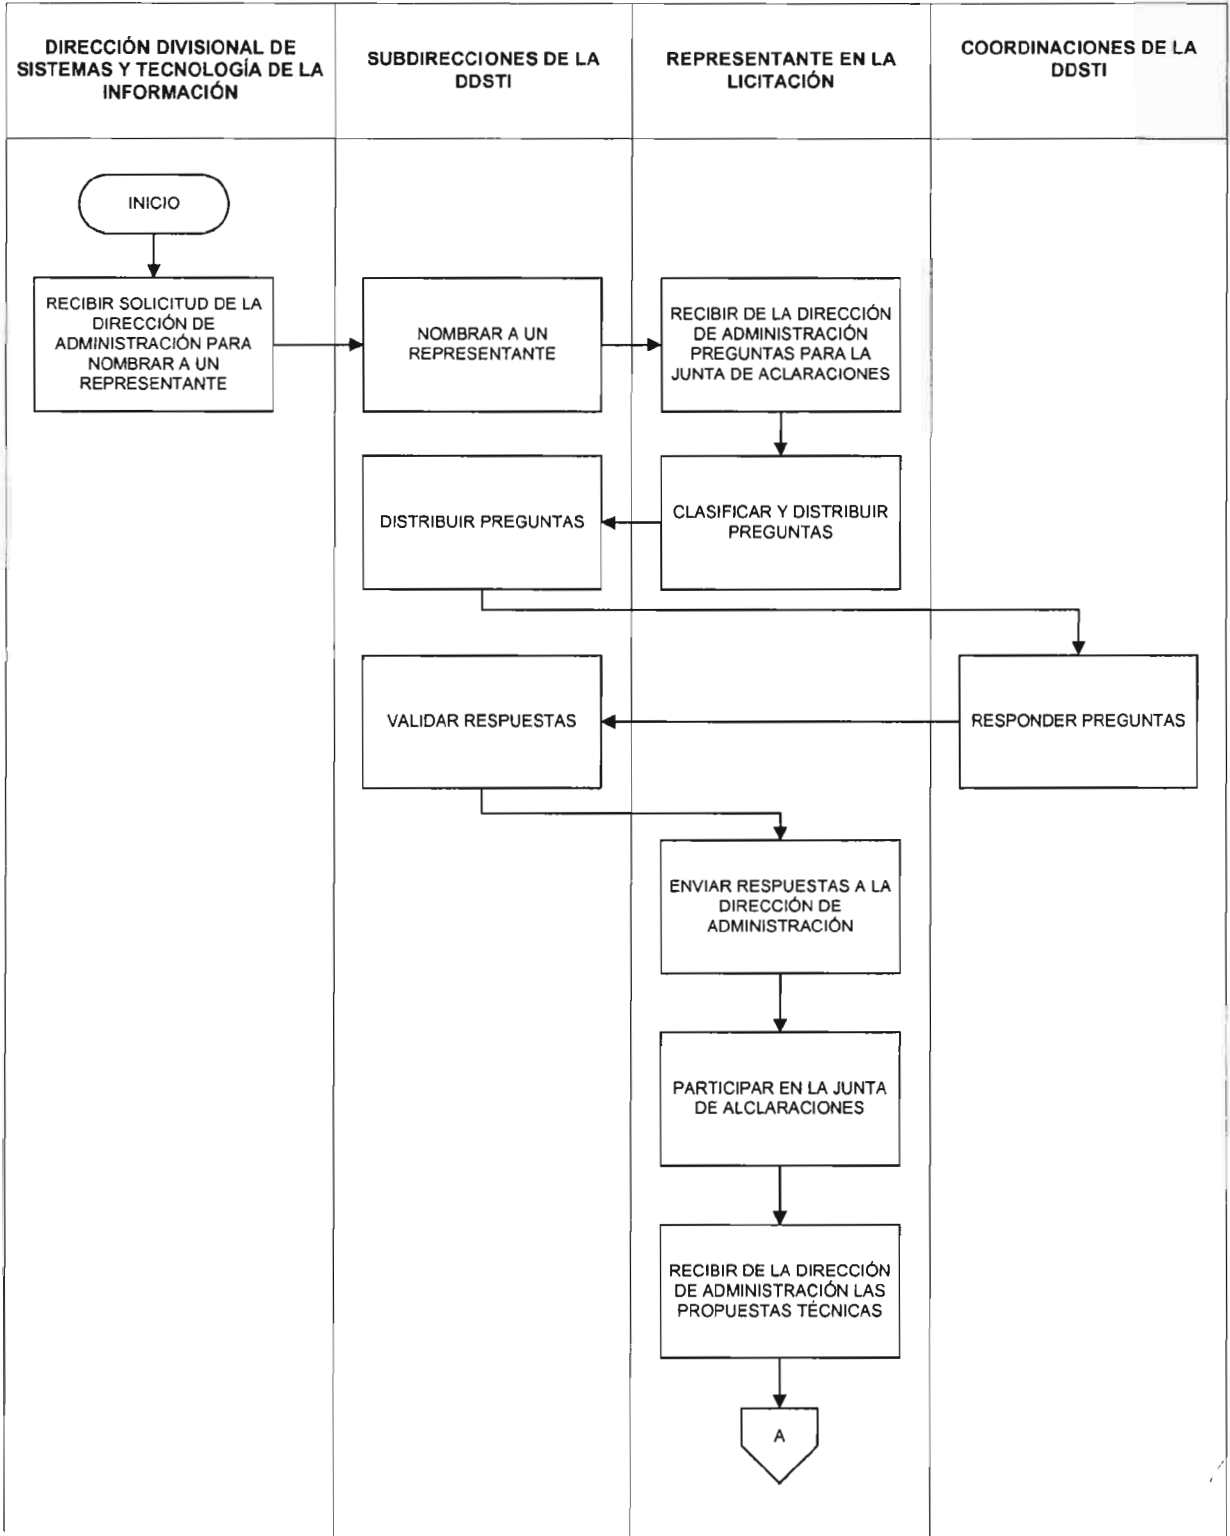 DIRECCIÓN DIVISIONAL DE
SISTEMAS Y TECNOLOGÍA DE LA
INFORMACIÓN
SUBDIRECCIONES DE LA
DDSTI
REPRESENTANTE EN LA
LICITACIÓN
COORDINACIONES DE LA
DDSTI
INICIO
RECIBIR SOLICITUD DE LA
DIRECCIÓN DE
ADMINISTRACIÓN PARA
NOMBRAR A UN
REPRESENTANTE
NOMBRAR A UN
REPRESENTANTE
RECIBIR DE LA DIRECCIÓN
DE ADMINISTRACIÓN
PREGUNTAS PARA LA
JUNTA DE ACLARACIONES
DISTRIBUIR PREGUNTAS
CLASIFICAR Y DISTRIBUIR
PREGUNTAS
VALIDAR RESPUESTAS
RESPONDER PREGUNTAS
ENVIAR RESPUESTAS A LA
DIRECCIÓN DE
ADMINISTRACIÓN
PARTICIPAR EN LA JUNTA
DE ALCLARACIONES
RECIBIR DE LA DIRECCIÓN
DE ADMINISTRACIÓN LAS
PROPUESTAS TÉCNICAS
A